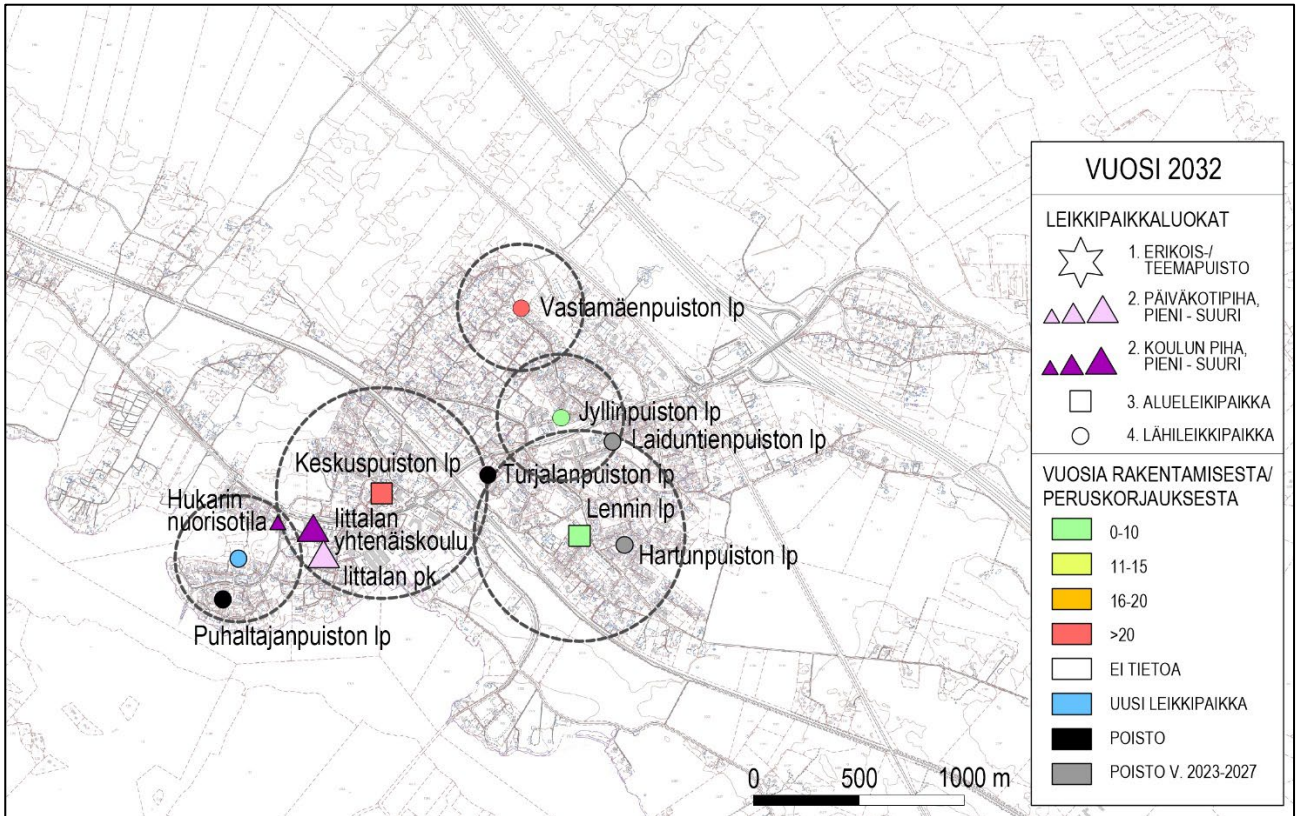 Vastamäenpuiston lp
Jyllinpuiston lp
Laiduntienpuiston lp
Keskuspuiston lp
Turjalanpuiston lp
Lennin lp
Hukarin
nuorisotila
Iittalan
yhtenäiskoulu
Hartunpuiston lp
Iittalan pk
Puhaltajanpuiston lp
0 500 1000 m
VUOSI 2032
LEIKKIPAIKKALUOKAT
1. ERIKOIS-/
TEEMAPUISTO
2. PÄIVÄKOTIPIHA,
PIENI - SUURI
2. KOULUN PIHA,
PIENI - SUURI
3. ALUELEIKIPAIKKA
4. LÄHILEIKKIPAIKKA
VUOSIA RAKENTAMISESTA/
PERUSKORJAUKSESTA
0-10
11-15
16-20
>20
EI TIETOA
UUSI LEIKKIPAIKKA
POISTO
POISTO V. 2023-2027